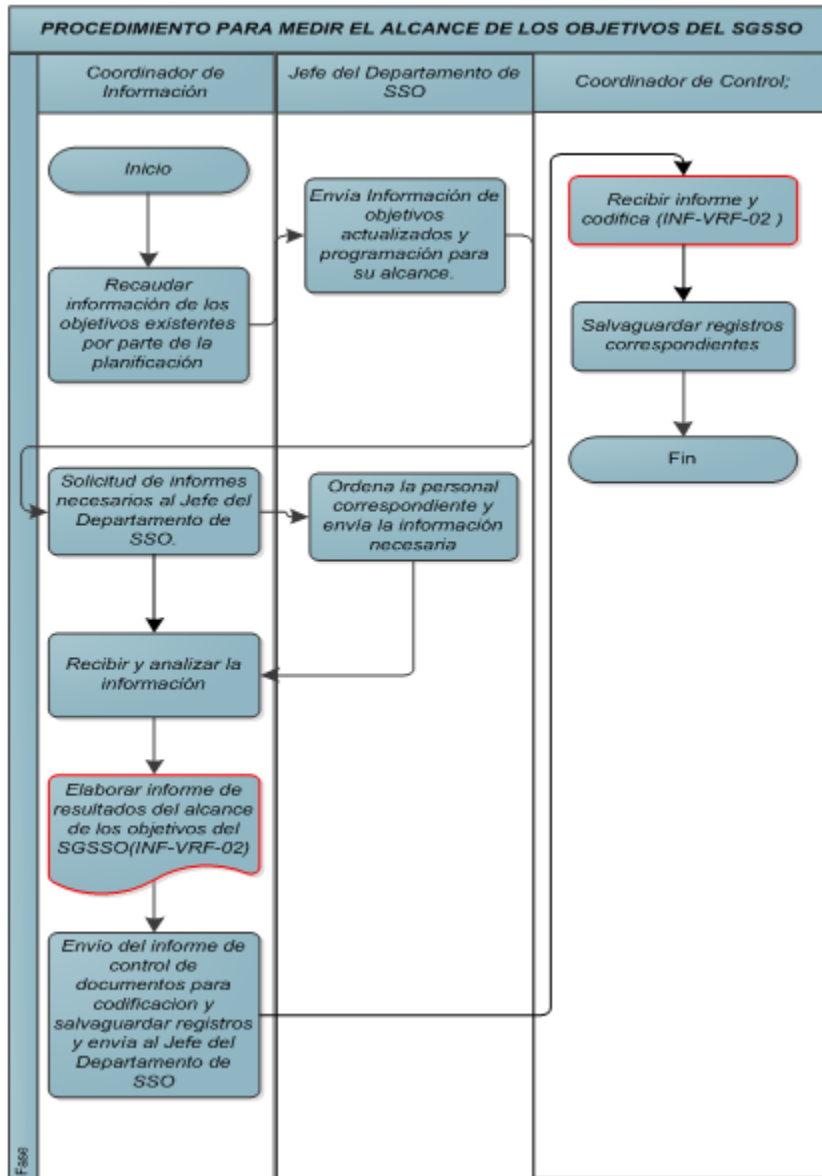 PROCEDIMIENTO PARA MEDIR EL ALCANCE DE LOS OBJETIVOS DEL SGSSO
Coordinador de
Información
Jefe del Departamento de
SSO
Coordinador de Control;
Inicio
Recaudar
información de los
objetivos existentes
por parte de la
planificación
Envía Información de
objetivos
actualizados y
programación para
su alcance.
Solicitud de informes
necesarios al Jefe del
Departamento de
SSO.
Ordena la personal
correspondiente y
envía la información
necesaria
Recibir y analizar la
información
Elaborar informe de
resultados del alcance
de los objetivos del
SGSSO(INF-VRF-02)
Envío del informe de
control de
documentos para
codificacion y
salvaguardar registros
y envía al Jefe del
Departamento de
SSO
Recibir informe y
codifica (INF-VRF-02 )
Salvaguardar registros
correspondientes
Fin
Fase